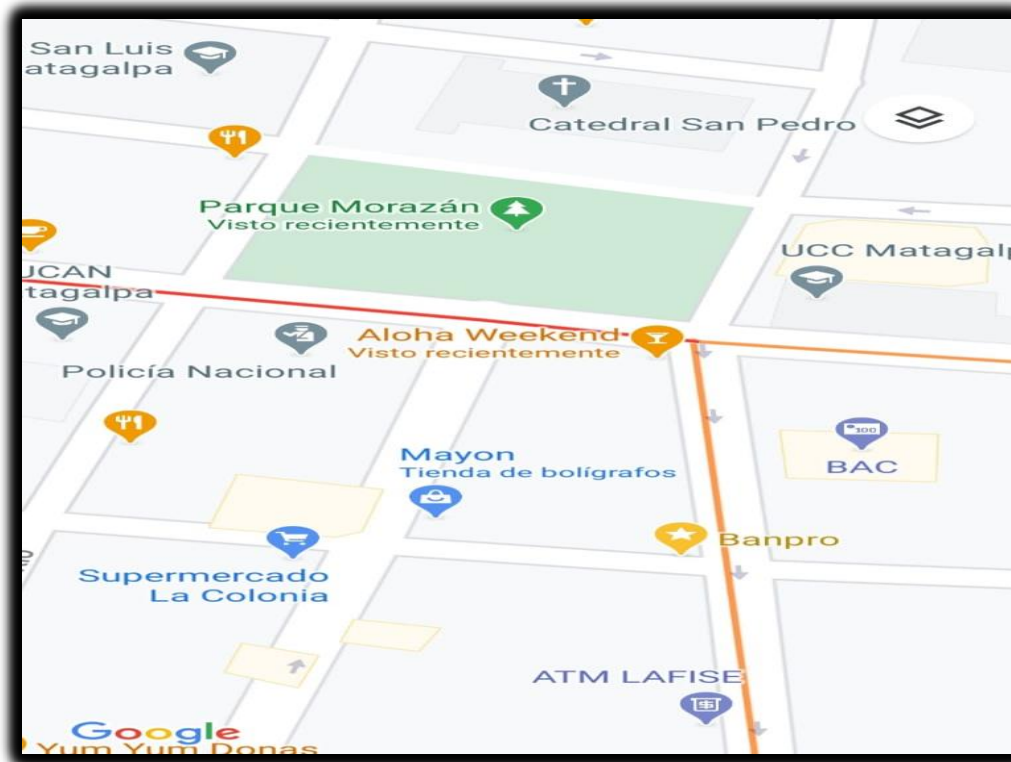 San Luis
atagalpa
Catedral San Pedro
Parque Morazán
Visto recientemente
UCC Matagalp
UCAN
tagalpa
Aloha Weekend
Visto recientemente
Policía Nacional
BAC
Mayon
Tienda de bolígrafos
Banpro
Supermercado
La Colonia
ATM LAFISE
Google
Yum Yum Donas